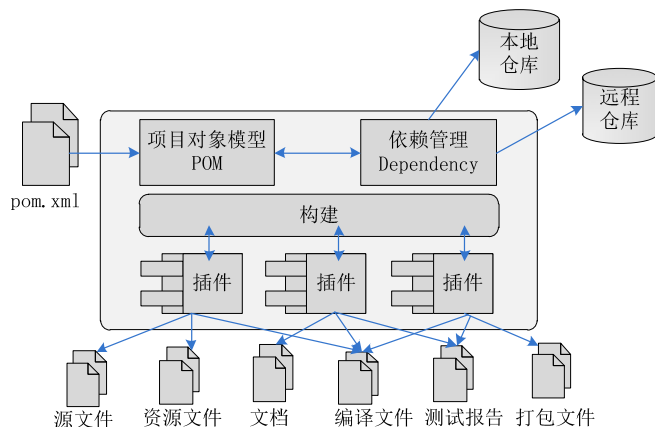 本地
仓库
远程
仓库
项目对象模型
POM
依赖管理
Dependency
pom.xml
构建
插件
插件
插件
源文件
资源文件
文档
编译文件
测试报告
打包文件